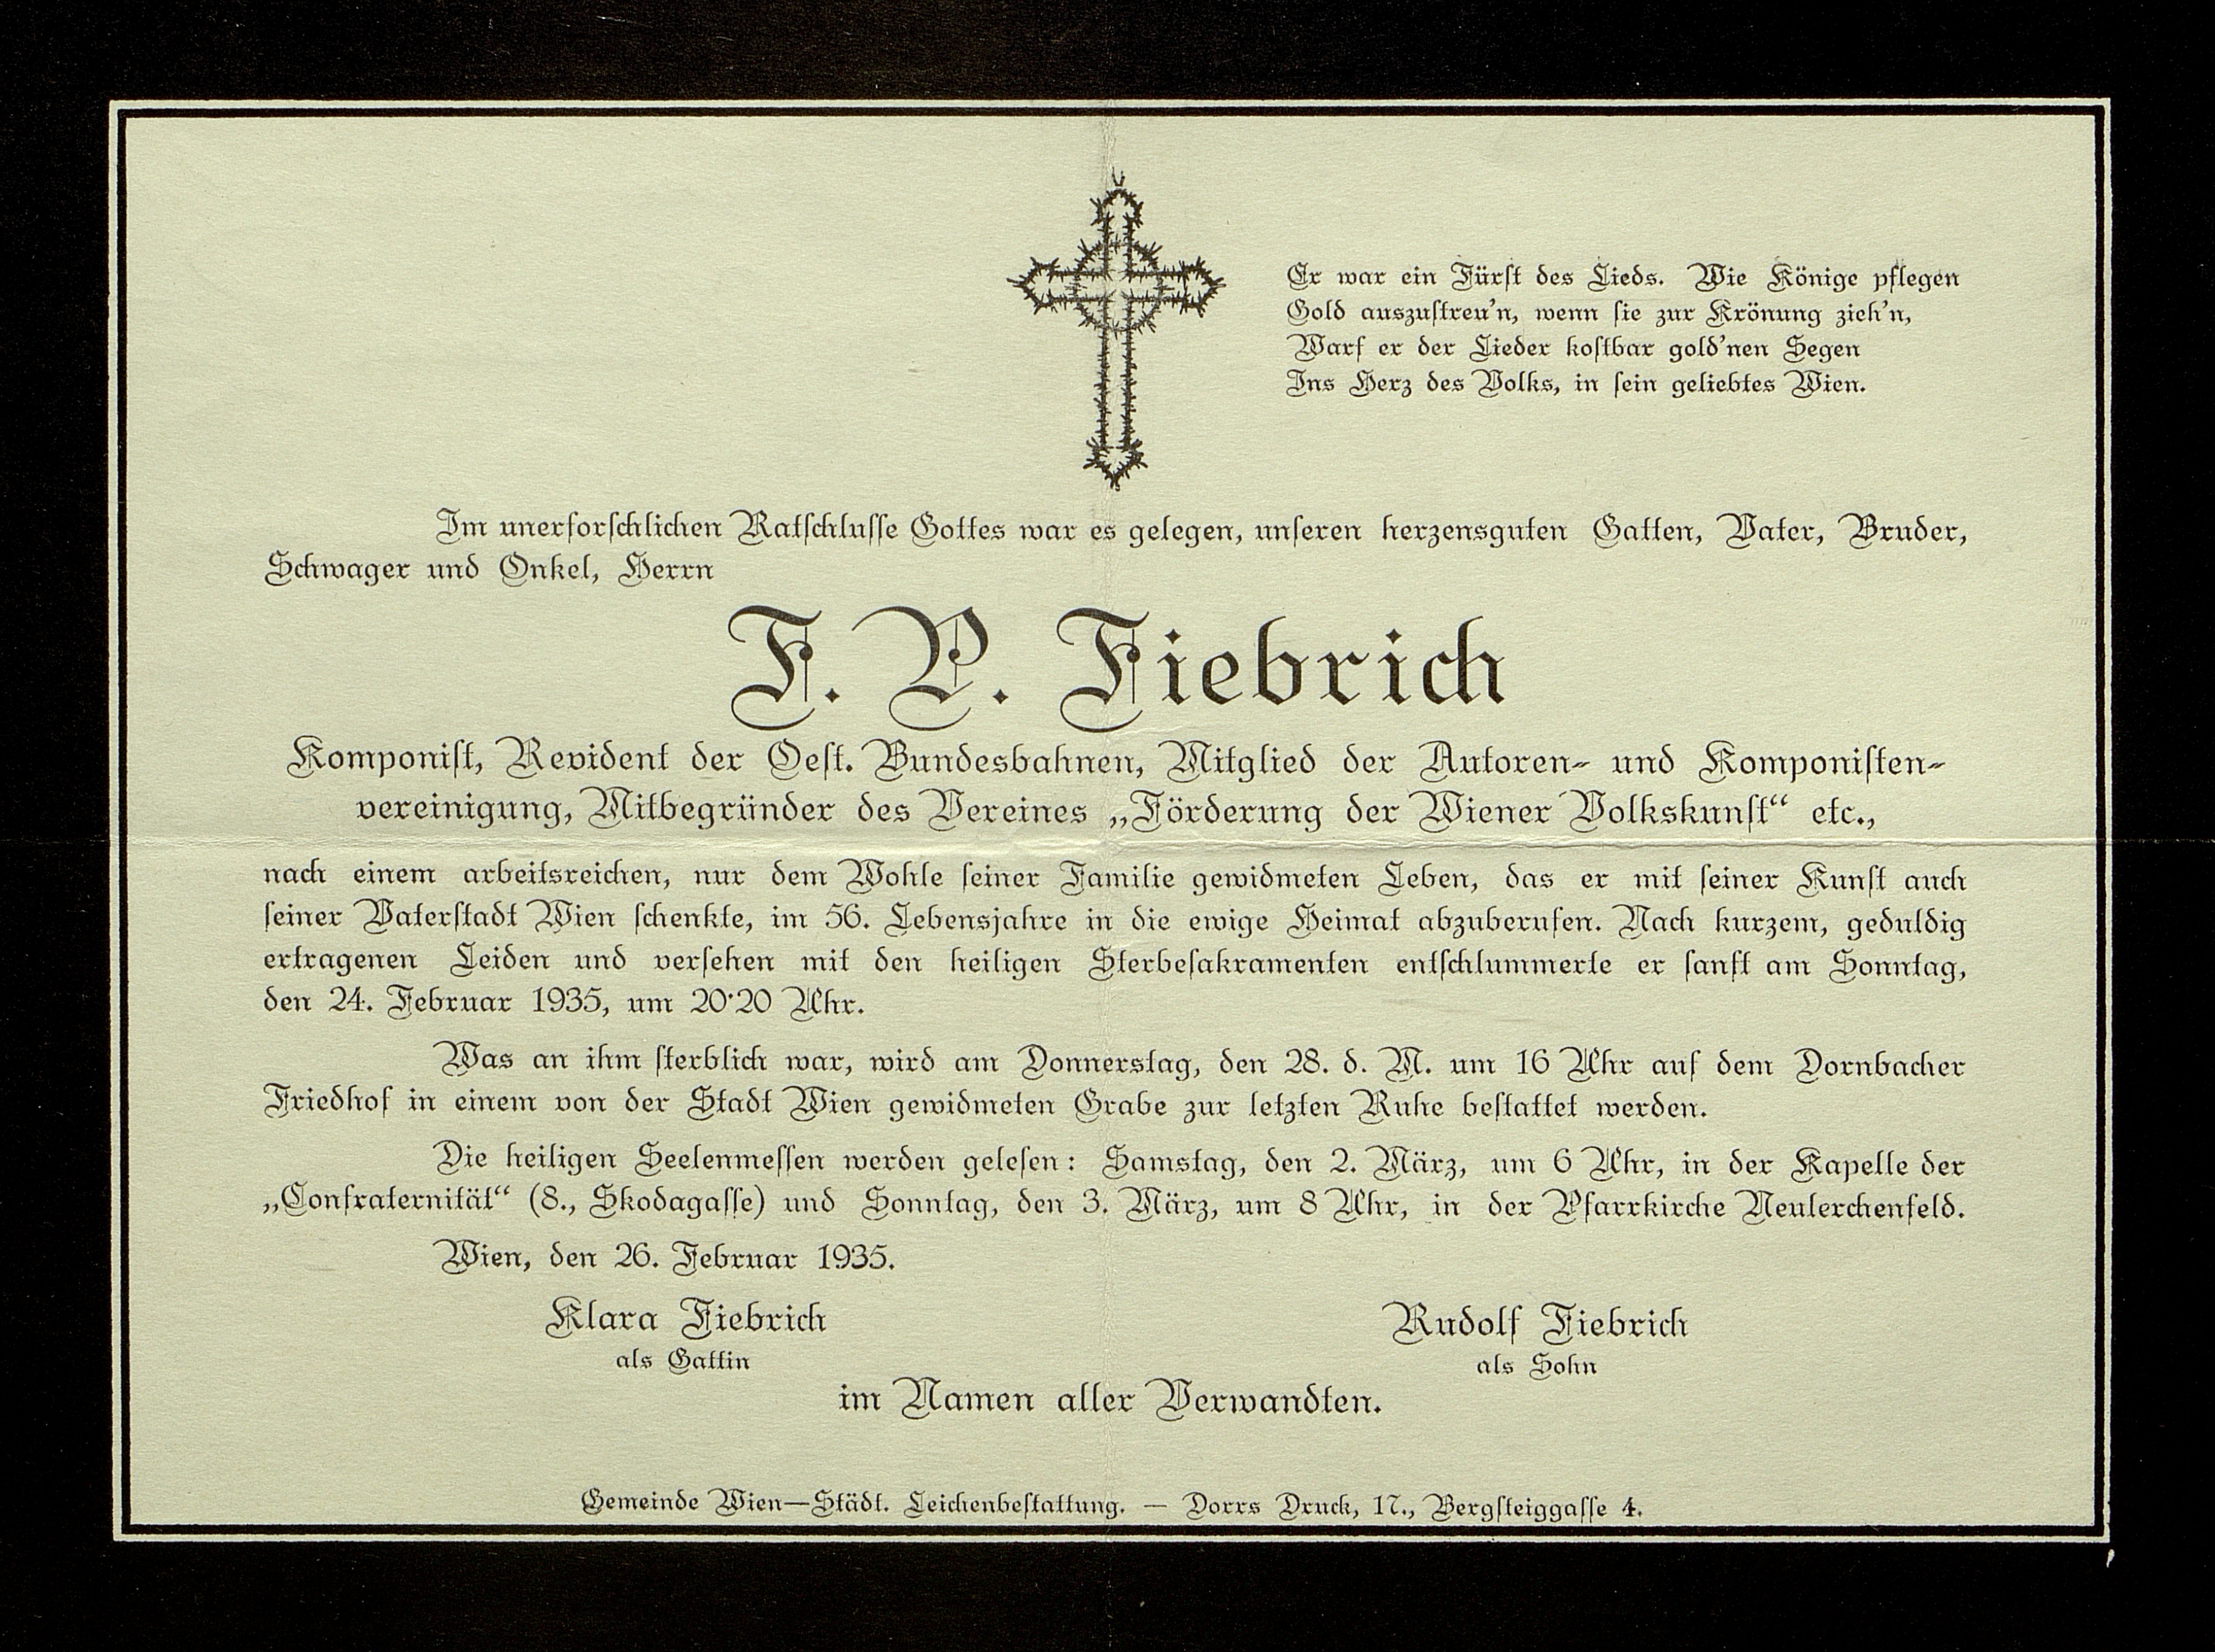 Er war ein Fürſt des Lieds. Wie Könige pflegen
Gold auszuſtreu’n, wenn ſie zur Krönung zieh’n,
Warf er der Lieder koſtbar gold’nen Segen
Ins Herz des Volks, in ſein geliebtes Wien.
Im unerforſchlichen Ratſchluſſe Gottes war es gelegen, unſeren herzensguten Gatten, Vater, Bruder,
Schwager und Onkel, Herrn
F. P. Fiebrich
Komponiſt, Revident der Oeſt. Bundesbahnen, Mitglied der Autoren- und Komponiſten-
vereinigung, Mitbegründer des Vereines „Förderung der Wiener Volkskunſt“ etc.,
nach einem arbeitsreichen, nur dem Wohle ſeiner Familie gewidmeten Leben, das er mit ſeiner Kunſt auch
ſeiner Vaterſtadt Wien ſchenkte, im 56. Lebensjahre in die ewige Heimat abzuberufen. Nach kurzem, geduldig
ertragenen Leiden und verſehen mit den heiligen Sterbeſakramenten entſchlummerte er ſanft am Sonntag,
den 24. Februar 1935, um 20·20 Uhr.
Was an ihm ſterblich war, wird am Donnerstag, den 28. d. M. um 16 Uhr auf dem Dornbacher
Friedhof in einem von der Stadt Wien gewidmeten Grabe zur letzten Ruhe beſtattet werden.
Die heiligen Seelenmeſſen werden geleſen: Samstag, den 2. März, um 6 Uhr, in der Kapelle der
„Confraternität“ (8., Skodagaſſe) und Sonntag, den 3. März, um 8 Uhr, in der Pfarrkirche Neulerchenfeld.
Wien, den 26. Februar 1935.
Klara Fiebrich
als Gattin
Rudolf Fiebrich
als Sohn
im Namen aller Verwandten.
Gemeinde Wien—Städt. Leichenbeſtattung. — Dorrs Druck, 17., Bergſteiggaſſe 4.